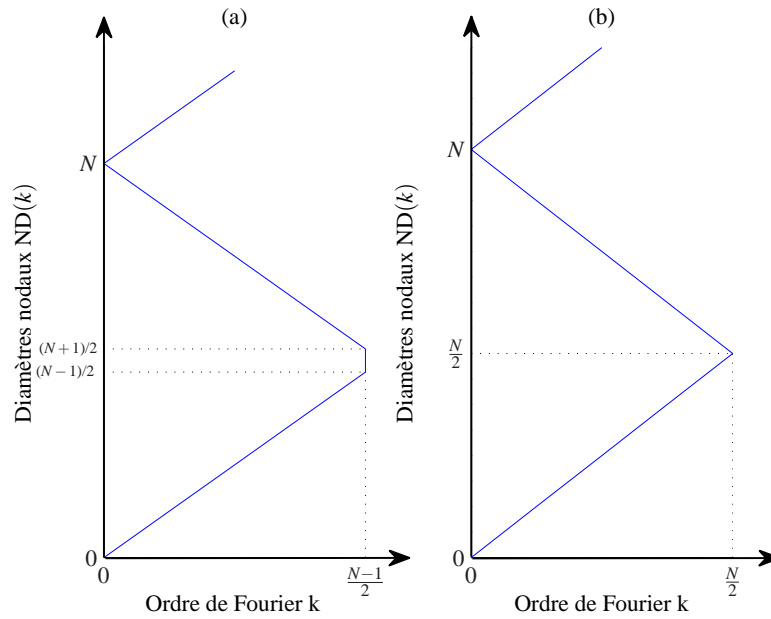 (a)
Diamètres nodaux ND(k)
N
(N+1)/2
(N−1)/2
0
0
N−1
2
Ordre de Fourier k
(b)
Diamètres nodaux ND(k)
N
N
2
0
0
N
2
Ordre de Fourier k